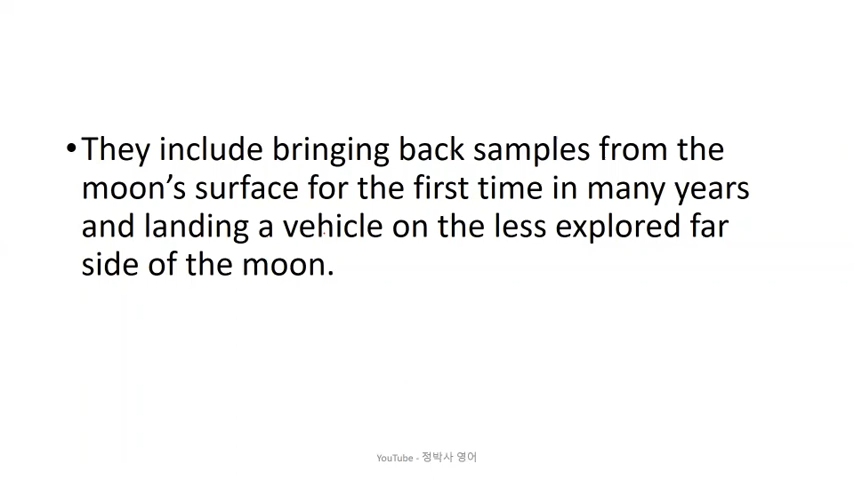 •They include bringing back samples from the
moon’s surface for the first time in many years
and landing a vehicle on the less explored far
side of the moon.
YouTube - 정박사 영어